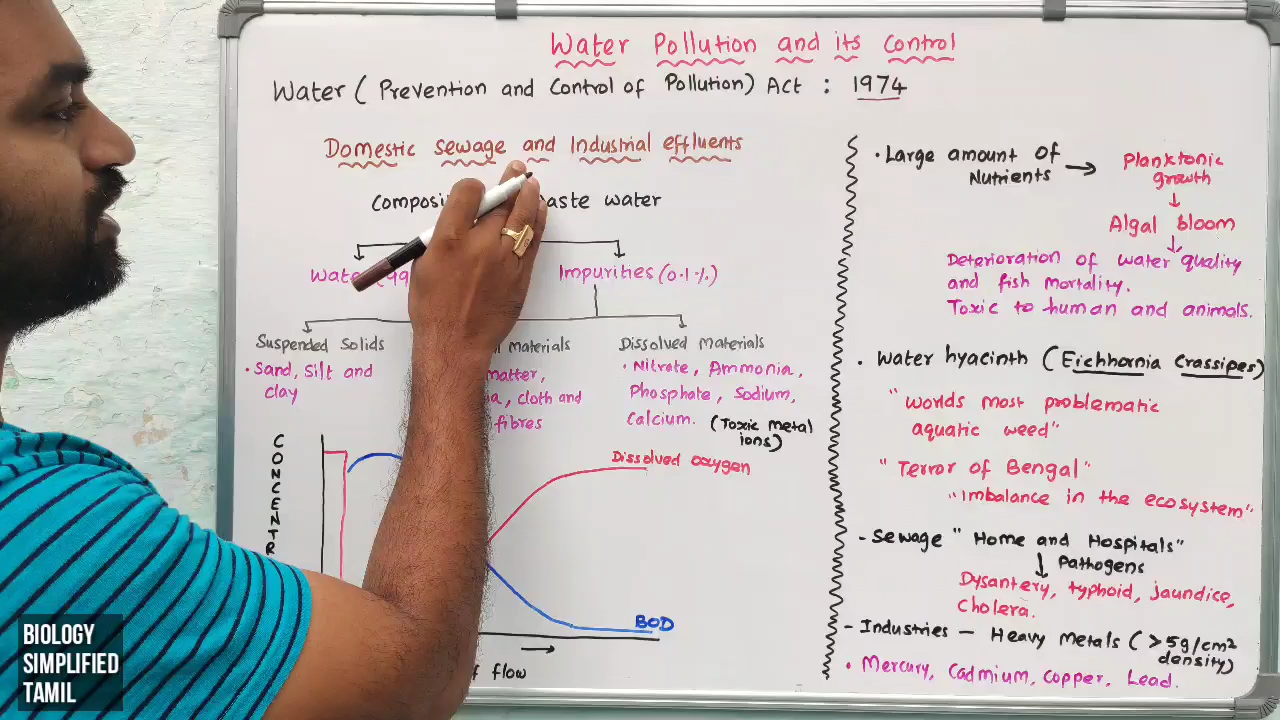 Water Pollution and its Control
Water ( Prevention and Control of Pollution) Act : 1974
Domestic sewage and Industrial effluents
water
Impurities (0.1%)
Suspended Solids
Materials
Dissolved Materials
• Sand, Silt and
clay
matter,
cloth and
fibres
• Nitrate, Ammonia,
Phosphate, Sodium,
Calcium. (Toxic metal
ions)
Dissolved oxygen
BOD
flow
• Large amount of
Nutrients →
Planktonic
growth
↓
Algal bloom
↓
Deterioration of water quality
and fish mortality.
Toxic to human and animals.
• Water hyacinth ( Eichhornia Crassipes)
"Worlds most problematic
aquatic weed"
"Terror of Bengal"
"Imbalance in the ecosystem"
- Sewage "Home and Hospitals"
↓ Pathogens
Dysantery, typhoid, jaundice,
Cholera.
- Industries - Heavy Metals ( >5g/cm2
density)
• Mercury, Cadmium, Copper, Lead.
BIOLOGY
SIMPLIFIED
TAMIL